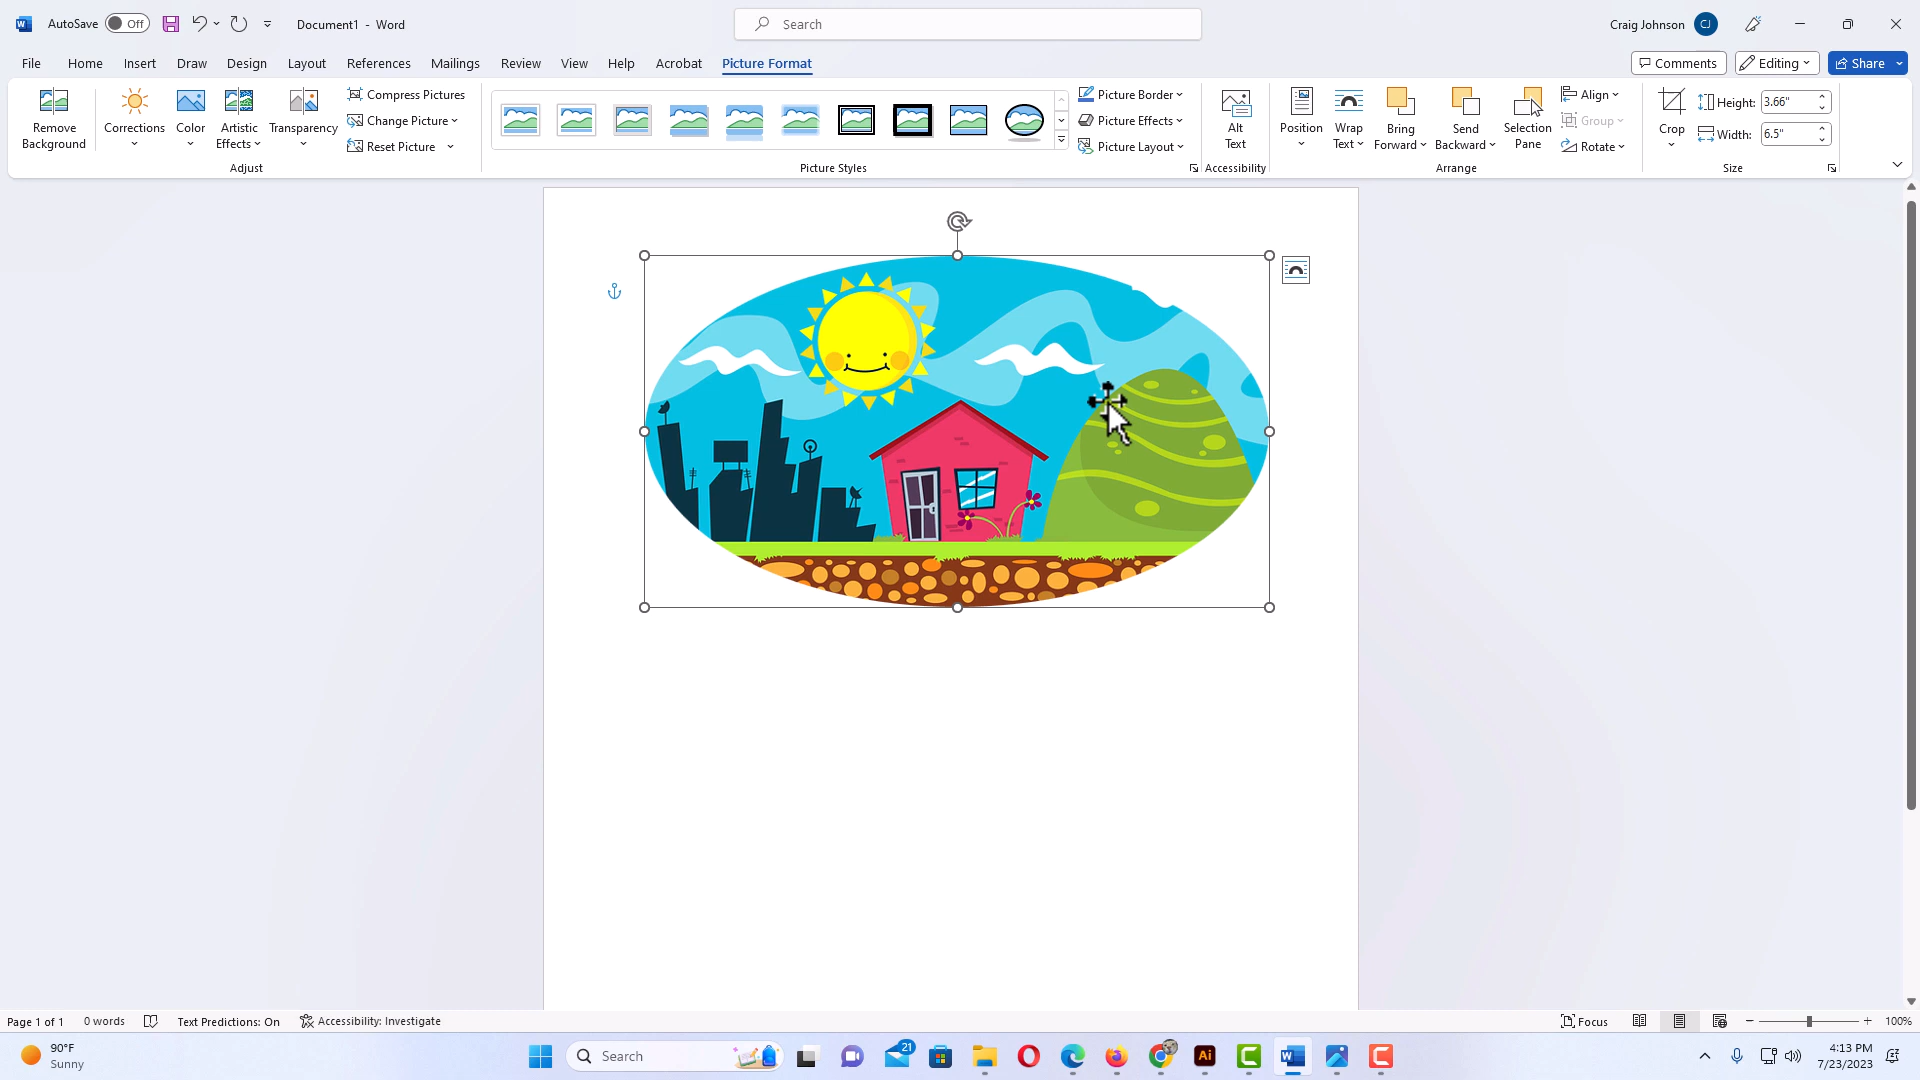 AutoSave Off Document1 - Word Search Craig Johnson CJ
File Home Insert Draw Design Layout References Mailings Review View Help Acrobat Picture Format Comments Editing Share
Remove Background
Corrections
Color
Artistic Effects
Transparency
Compress Pictures
Change Picture
Reset Picture
Adjust
Picture Styles
Picture Border
Picture Effects
Picture Layout
Alt Text
Accessibility
Position
Wrap Text
Bring Forward
Send Backward
Selection Pane
Align
Group
Rotate
Arrange
Crop
Height: 3.66"
Width: 6.5"
Size
Page 1 of 1 0 words Text Predictions: On Accessibility: Investigate Focus 100%
90°F
Sunny
Search
21
Ai
4:13 PM
7/23/2023